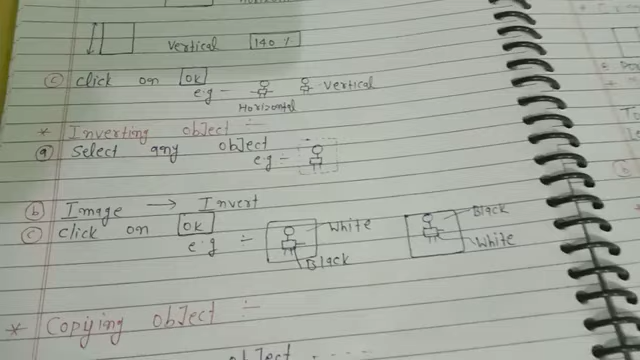 Vertical 140 %
(c) Click on OK
e.g - Vertical
Horizontal
* Inverting object :-
(a) Select any object
e.g :-
(b) Image → Invert
(c) Click on OK
e.g :- White Black
Black White
* Copying object :-
object